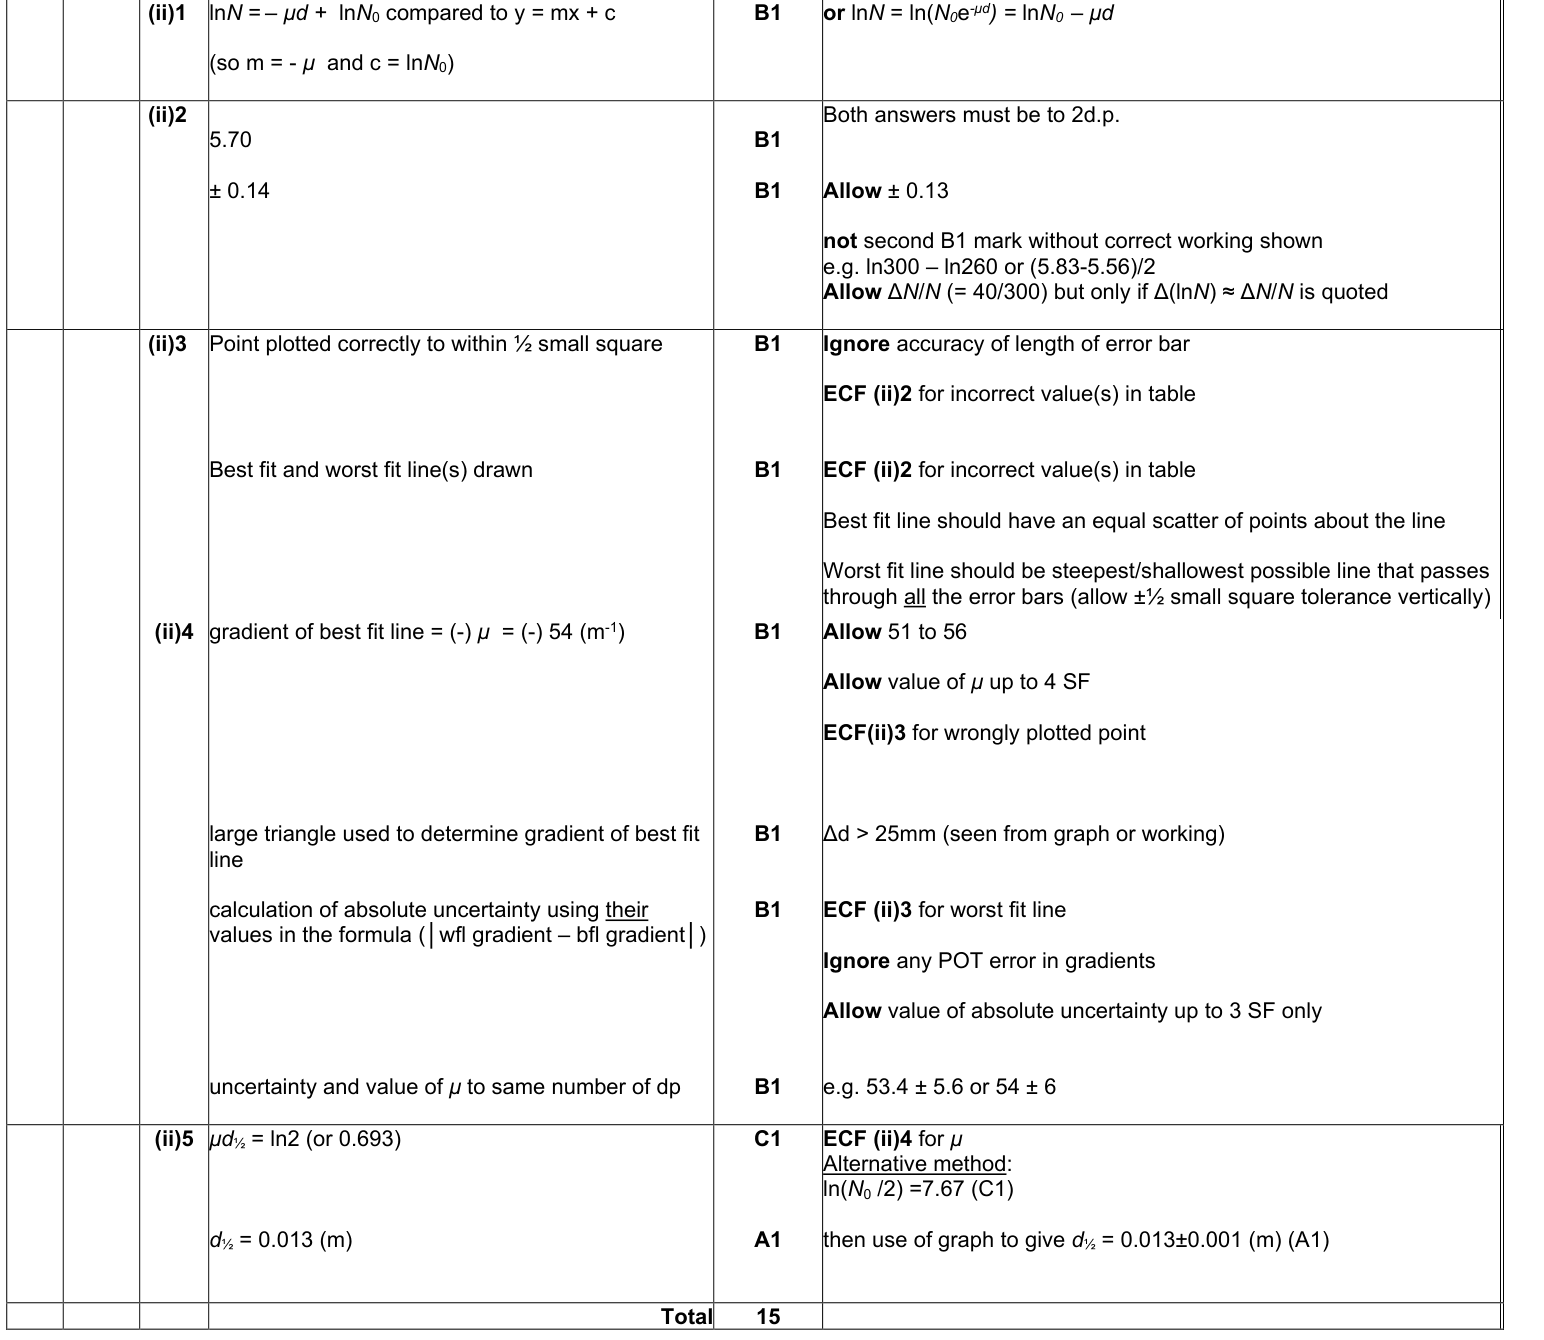 (ii)1 lnN = – µd + lnN₀ compared to y = mx + c B1 or lnN = ln(N₀e^-µd) = lnN₀ – µd
(so m = - µ and c = lnN₀)
(ii)2 Both answers must be to 2d.p.
5.70 B1
± 0.14 B1 Allow ± 0.13
not second B1 mark without correct working shown
e.g. ln300 – ln260 or (5.83-5.56)/2
Allow ΔN/N (= 40/300) but only if Δ(lnN) ≈ ΔN/N is quoted
(ii)3 Point plotted correctly to within ½ small square B1 Ignore accuracy of length of error bar
ECF (ii)2 for incorrect value(s) in table
Best fit and worst fit line(s) drawn B1 ECF (ii)2 for incorrect value(s) in table
Best fit line should have an equal scatter of points about the line
Worst fit line should be steepest/shallowest possible line that passes
through all the error bars (allow ±½ small square tolerance vertically)
(ii)4 gradient of best fit line = (-) µ = (-) 54 (m⁻¹) B1 Allow 51 to 56
Allow value of µ up to 4 SF
ECF(ii)3 for wrongly plotted point
large triangle used to determine gradient of best fit B1 Δd > 25mm (seen from graph or working)
line
calculation of absolute uncertainty using their B1 ECF (ii)3 for worst fit line
values in the formula (│wfl gradient – bfl gradient│)
Ignore any POT error in gradients
Allow value of absolute uncertainty up to 3 SF only
uncertainty and value of µ to same number of dp B1 e.g. 53.4 ± 5.6 or 54 ± 6
(ii)5 µd½ = ln2 (or 0.693) C1 ECF (ii)4 for µ
Alternative method:
ln(N₀ /2) =7.67 (C1)
d½ = 0.013 (m) A1 then use of graph to give d½ = 0.013±0.001 (m) (A1)
Total 15